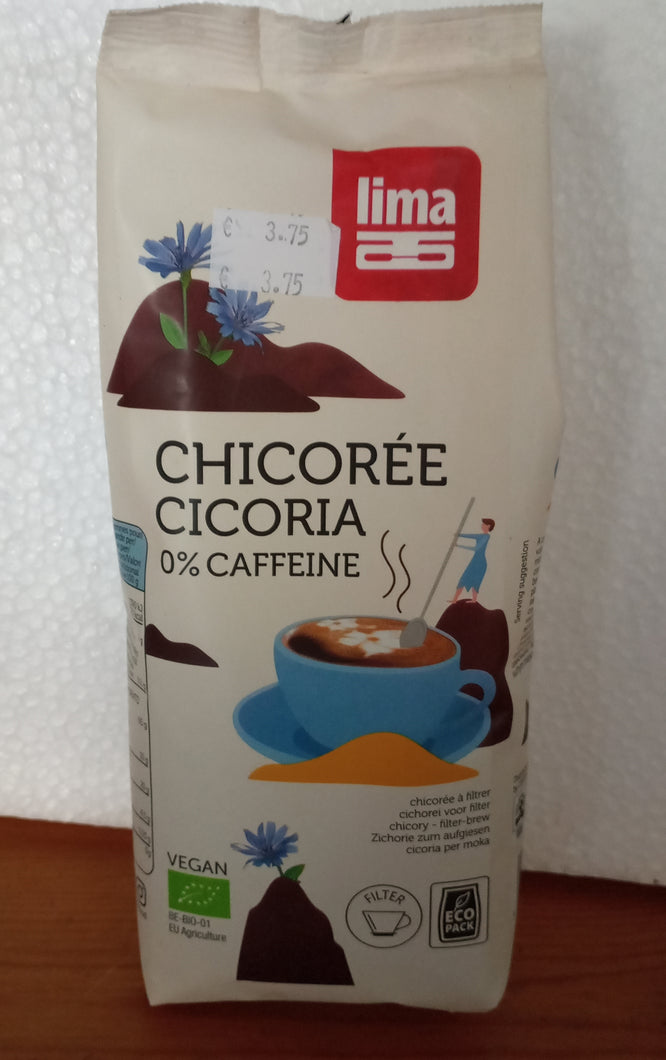 lima
€ 3.75
€ 3.75
CHICORÉE
CICORIA
0% CAFFEINE
Serving suggestion
chicorée à filtrer
cichorei voor filter
chicory - filter-brew
Zichorie zum aufgiesen
cicoria per moka
VEGAN
BE-BIO-01
EU Agriculture
FILTER
ECO
PACK